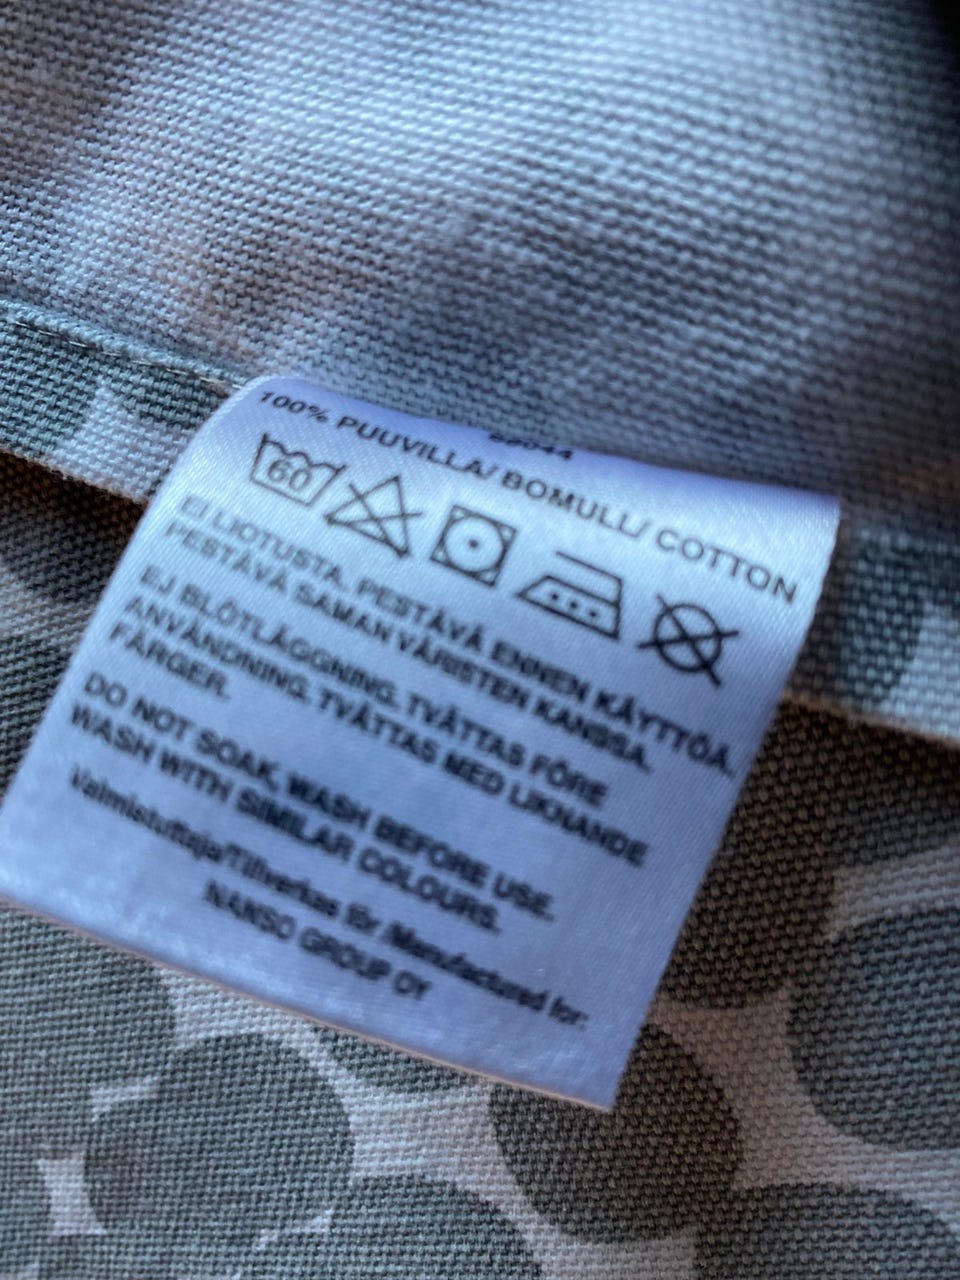 100% PUUVILLA/ BOMULL/ COTTON
60
EI LIOTUSTA. PESTÄVÄ ENNEN KÄYTTÖÄ.
PESTÄVÄ SAMAN VÄRISTEN KANSSA.
EJ BLÖTLÄGGNING. TVÄTTAS FÖRE
ANVÄNDNING. TVÄTTAS MED LIKNANDE
FÄRGER.
DO NOT SOAK, WASH BEFORE USE.
WASH WITH SIMILAR COLOURS.
Valmistuttaja/Tillverkas för/Manufactured for:
NANSO GROUP OY